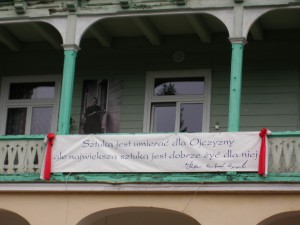 Sztuka jest umierać dla Ojczyzny
ale największa sztuka jest dobrze żyć dla niej